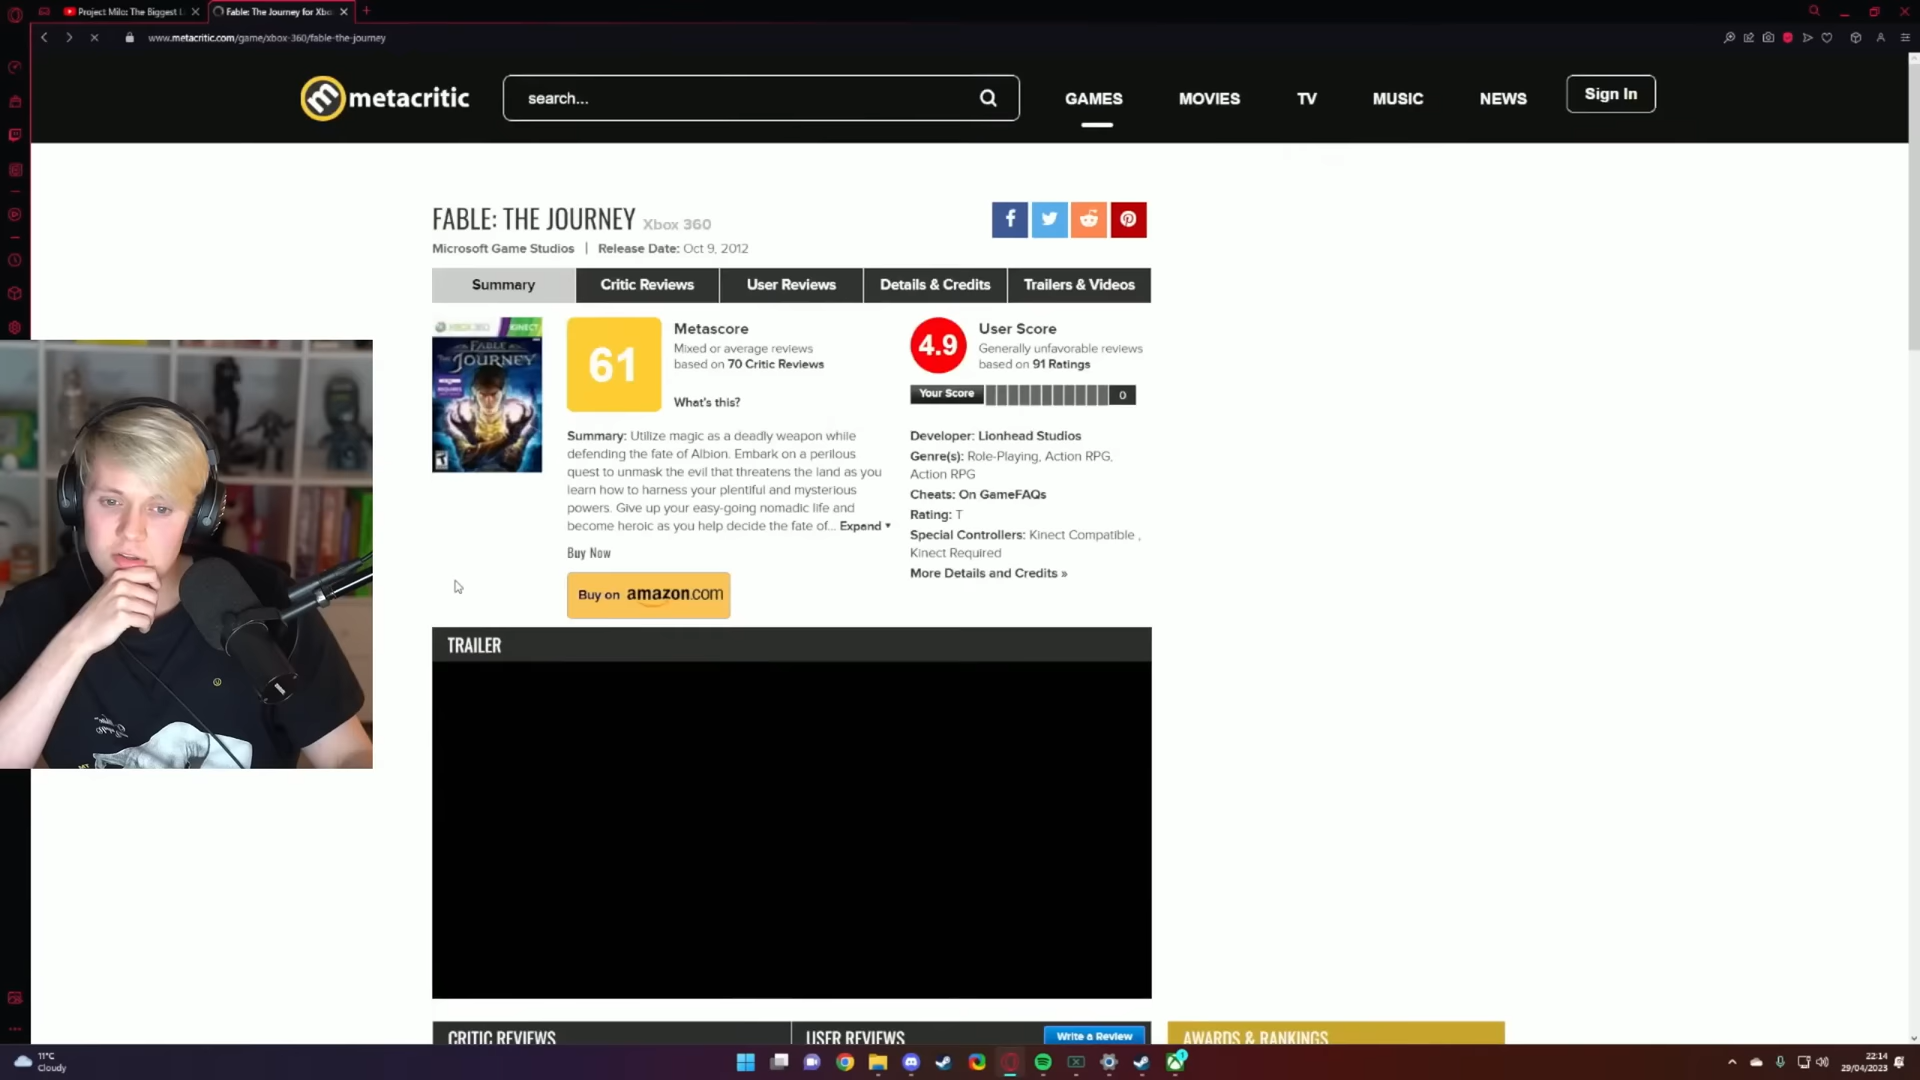 Project Milo: The Biggest L
Fable: The Journey for Xbo
www.metacritic.com/game/xbox-360/fable-the-journey
metacritic
search...
GAMES
MOVIES
TV
MUSIC
NEWS
Sign In
FABLE: THE JOURNEY Xbox 360
Microsoft Game Studios | Release Date: Oct 9, 2012
Summary
Critic Reviews
User Reviews
Details & Credits
Trailers & Videos
XBOX 360 KINECT
FABLE
THE JOURNEY
61
Metascore
Mixed or average reviews
based on 70 Critic Reviews
What's this?
4.9
User Score
Generally unfavorable reviews
based on 91 Ratings
Your Score
0
Summary: Utilize magic as a deadly weapon while
defending the fate of Albion. Embark on a perilous
quest to unmask the evil that threatens the land as you
learn how to harness your plentiful and mysterious
powers. Give up your easy-going nomadic life and
become heroic as you help decide the fate of... Expand
Buy Now
Buy on amazon.com
Developer: Lionhead Studios
Genre(s): Role-Playing, Action RPG,
Action RPG
Cheats: On GameFAQs
Rating: T
Special Controllers: Kinect Compatible ,
Kinect Required
More Details and Credits »
TRAILER
CRITIC REVIEWS
USER REVIEWS
Write a Review
AWARDS & RANKINGS
11°C
Cloudy
22:14
29/04/2023